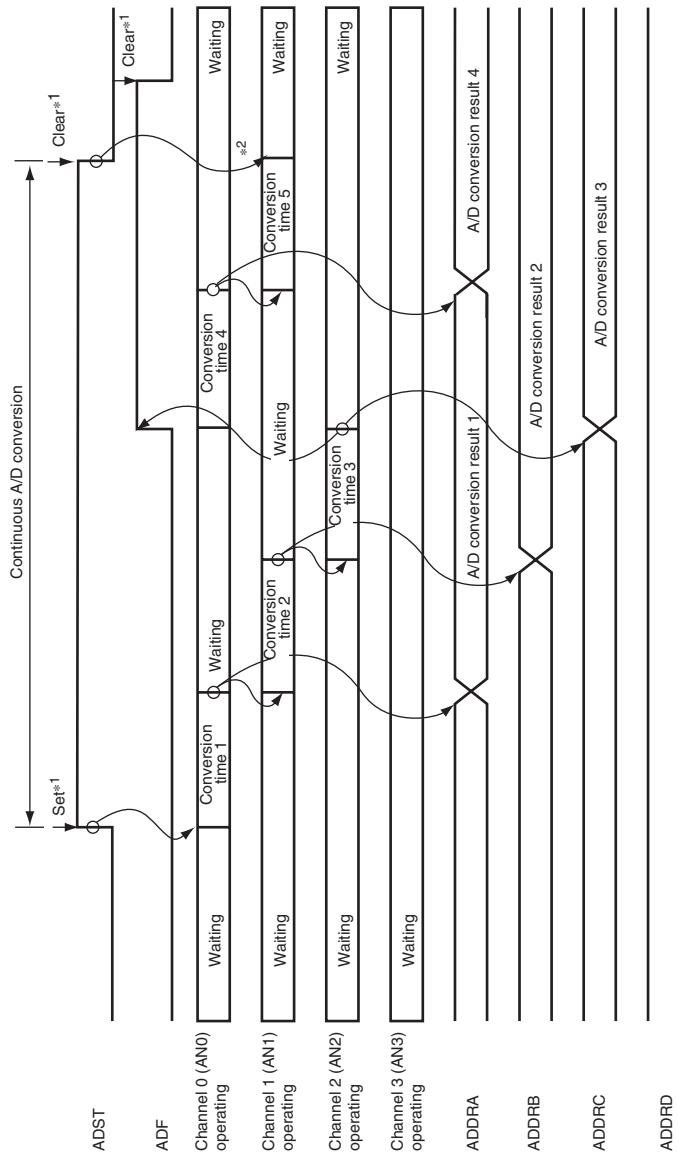 Continuous A/D conversion
Set*1
Clear*1
Clear*1
ADST
ADF
Channel 0 (AN0)
operating
Waiting
Conversion
time 1
Waiting
Conversion
time 4
Waiting
Channel 1 (AN1)
operating
Waiting
Conversion
time 2
Waiting
Conversion
time 5
*2
Waiting
Channel 2 (AN2)
operating
Waiting
Conversion
time 3
Waiting
Channel 3 (AN3)
operating
Waiting
ADDRA
A/D conversion result 1
A/D conversion result 4
ADDRB
A/D conversion result 2
ADDRC
A/D conversion result 3
ADDRD